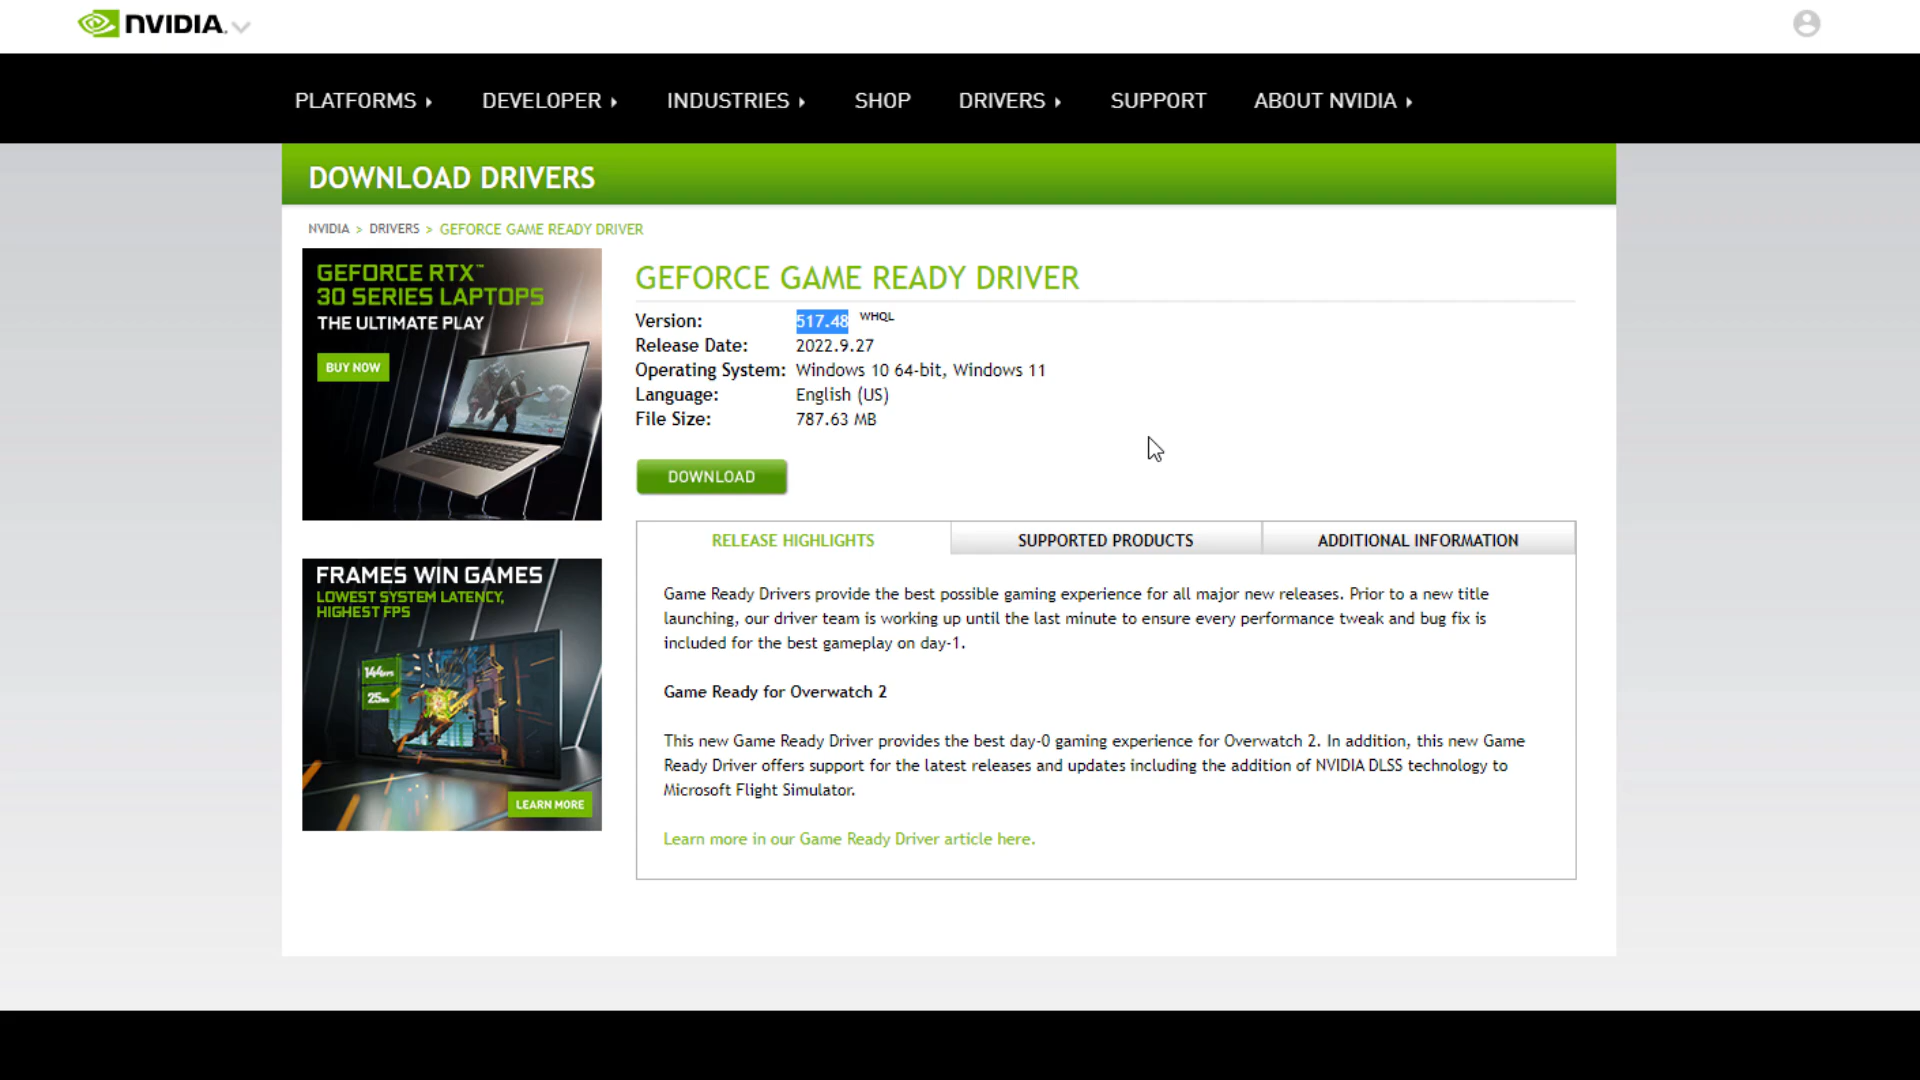 NVIDIA.
PLATFORMS
DEVELOPER
INDUSTRIES
SHOP
DRIVERS
SUPPORT
ABOUT NVIDIA
DOWNLOAD DRIVERS
NVIDIA > DRIVERS > GEFORCE GAME READY DRIVER
GEFORCE RTX™
30 SERIES LAPTOPS
THE ULTIMATE PLAY
BUY NOW
FRAMES WIN GAMES
LOWEST SYSTEM LATENCY,
HIGHEST FPS
144FPS
25MS
LEARN MORE
GEFORCE GAME READY DRIVER
Version: 517.48 WHQL
Release Date: 2022.9.27
Operating System: Windows 10 64-bit, Windows 11
Language: English (US)
File Size: 787.63 MB
DOWNLOAD
RELEASE HIGHLIGHTS
SUPPORTED PRODUCTS
ADDITIONAL INFORMATION
Game Ready Drivers provide the best possible gaming experience for all major new releases. Prior to a new title
launching, our driver team is working up until the last minute to ensure every performance tweak and bug fix is
included for the best gameplay on day-1.
Game Ready for Overwatch 2
This new Game Ready Driver provides the best day-0 gaming experience for Overwatch 2. In addition, this new Game
Ready Driver offers support for the latest releases and updates including the addition of NVIDIA DLSS technology to
Microsoft Flight Simulator.
Learn more in our Game Ready Driver article here.